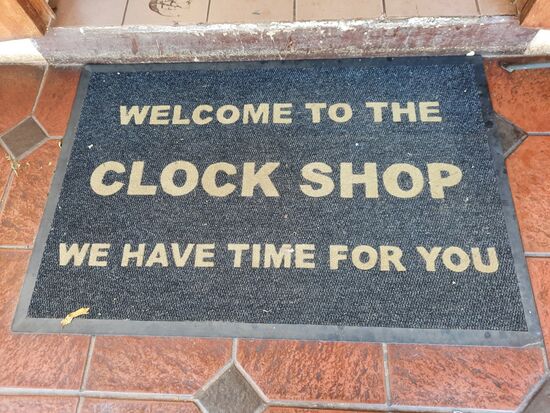 WELCOME TO THE
CLOCK SHOP
WE HAVE TIME FOR YOU